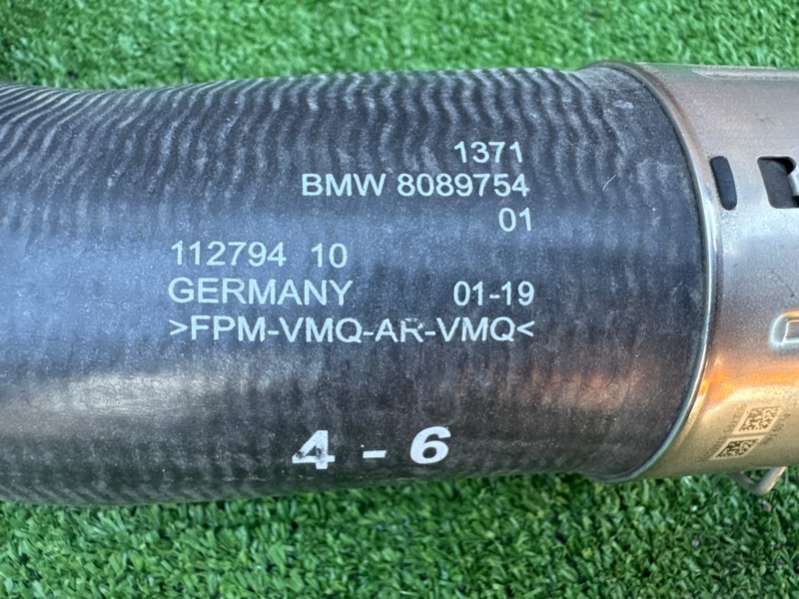 1371
BMW 8089754
01
112794 10
GERMANY 01-19
>FPM-VMQ-AR-VMQ<
4 - 6